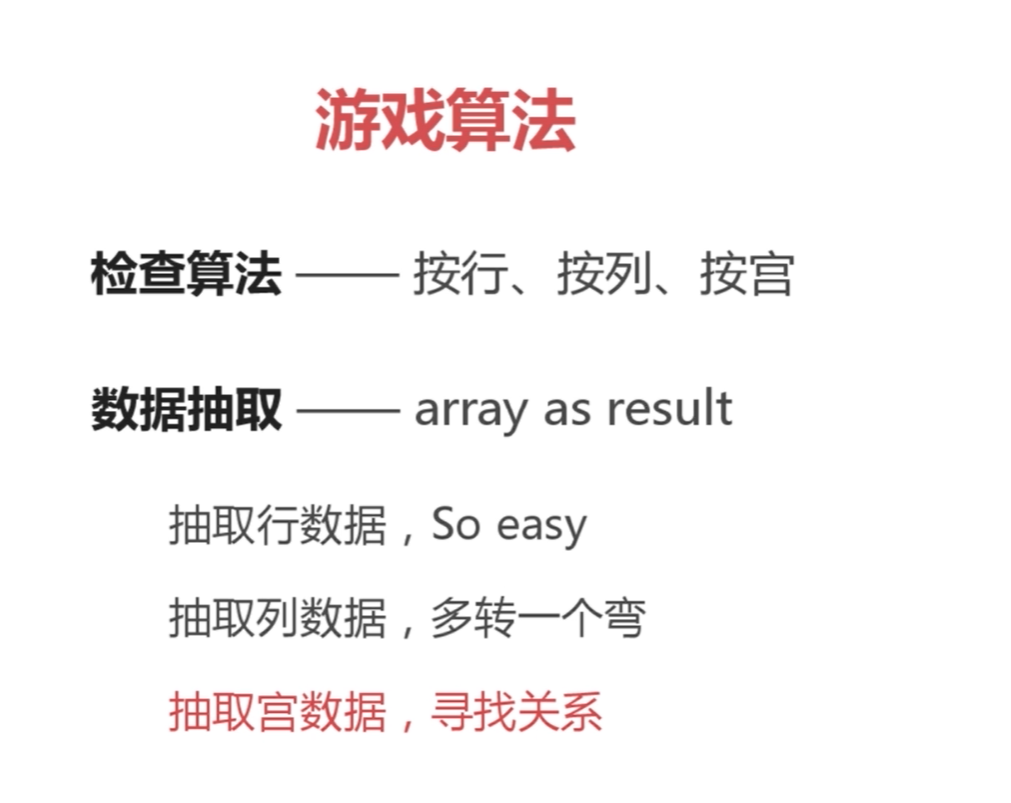 游戏算法
检查算法 —— 按行、按列、按宫
数据抽取 —— array as result
抽取行数据，So easy
抽取列数据，多转一个弯
抽取宫数据，寻找关系